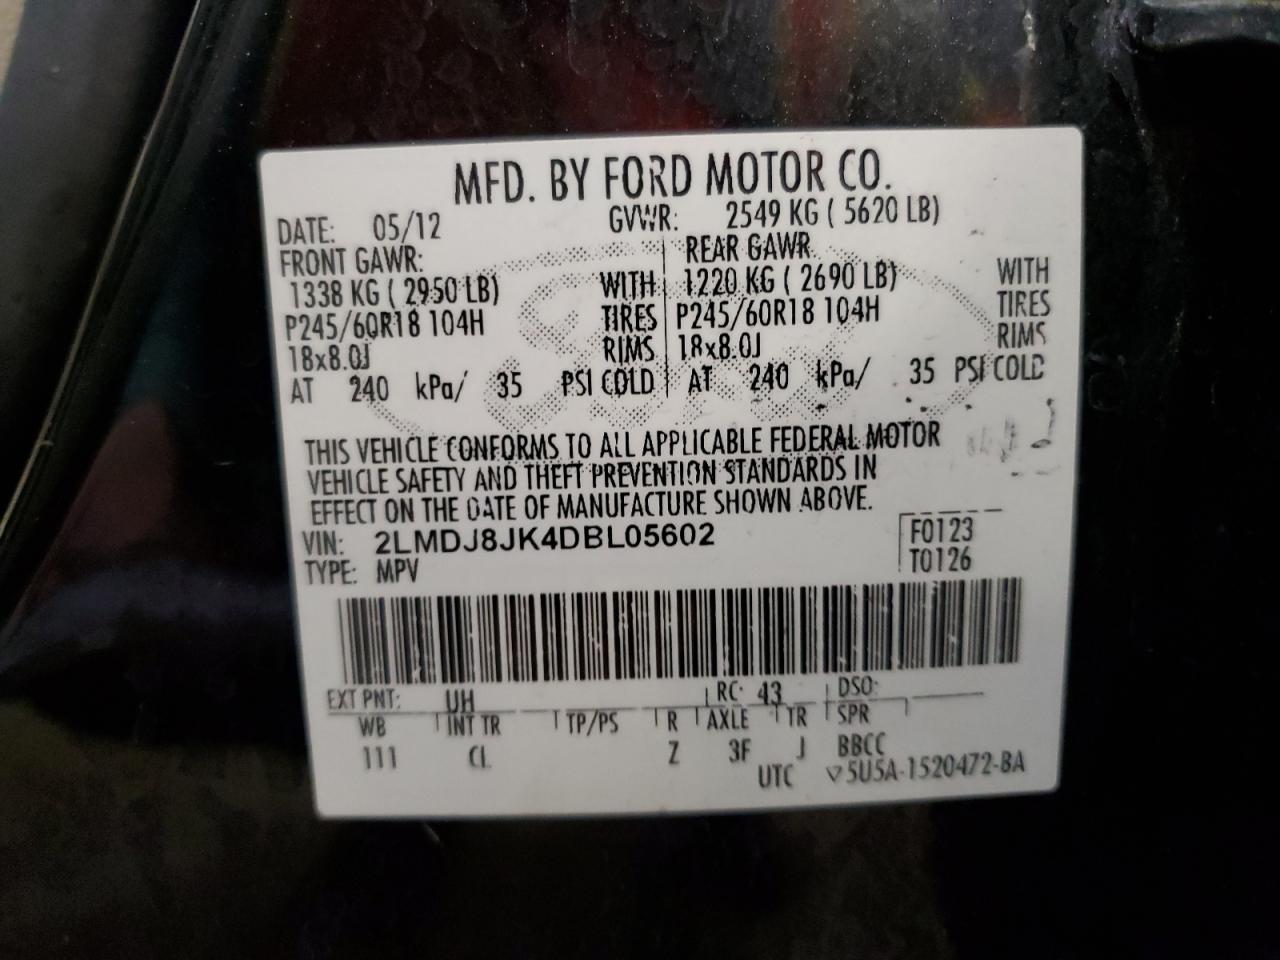 MFD. BY FORD MOTOR CO.
DATE: 05/12 GVWR: 2549 KG ( 5620 LB)
FRONT GAWR: REAR GAWR
1338 KG ( 2950 LB) WITH 1220 KG ( 2690 LB) WITH
P245/60R18 104H TIRES P245/60R18 104H TIRES
18x8.0J RIMS 18x8.0J RIMS
AT 240 kPa/ 35 PSI COLD AT 240 kPa/ 35 PSI COLD
THIS VEHICLE CONFORMS TO ALL APPLICABLE FEDERAL MOTOR
VEHICLE SAFETY AND THEFT PREVENTION STANDARDS IN
EFFECT ON THE DATE OF MANUFACTURE SHOWN ABOVE.
VIN: 2LMDJ8JK4DBL05602 F0123
TYPE: MPV T0126
EXT PNT: UH RC: 43 DSO:
WB INT TR TP/PS R AXLE TR SPR
111 CL Z 3F J BBCC
UTC ▽5U5A-1520472-BA